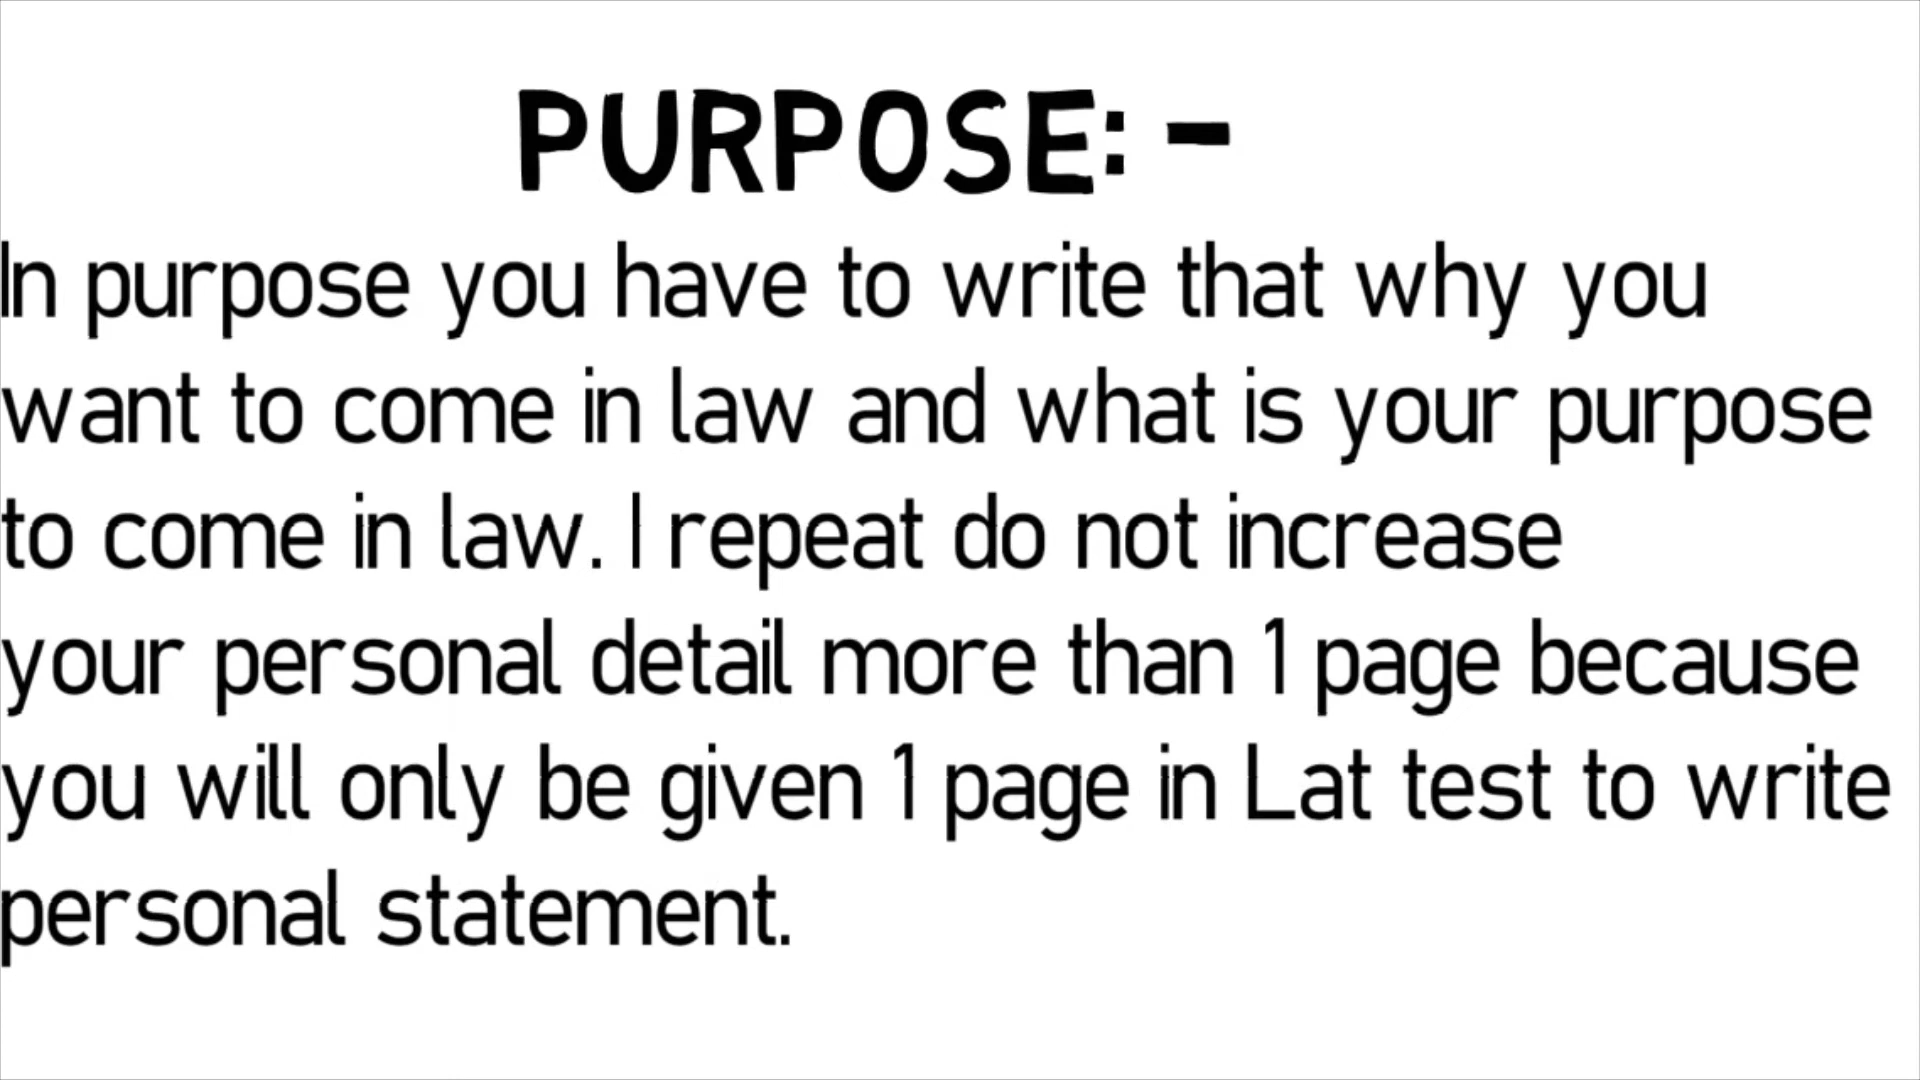 PURPOSE: -
In purpose you have to write that why you
want to come in law and what is your purpose
to come in law. I repeat do not increase
your personal detail more than 1 page because
you will only be given 1 page in Lat test to write
personal statement.